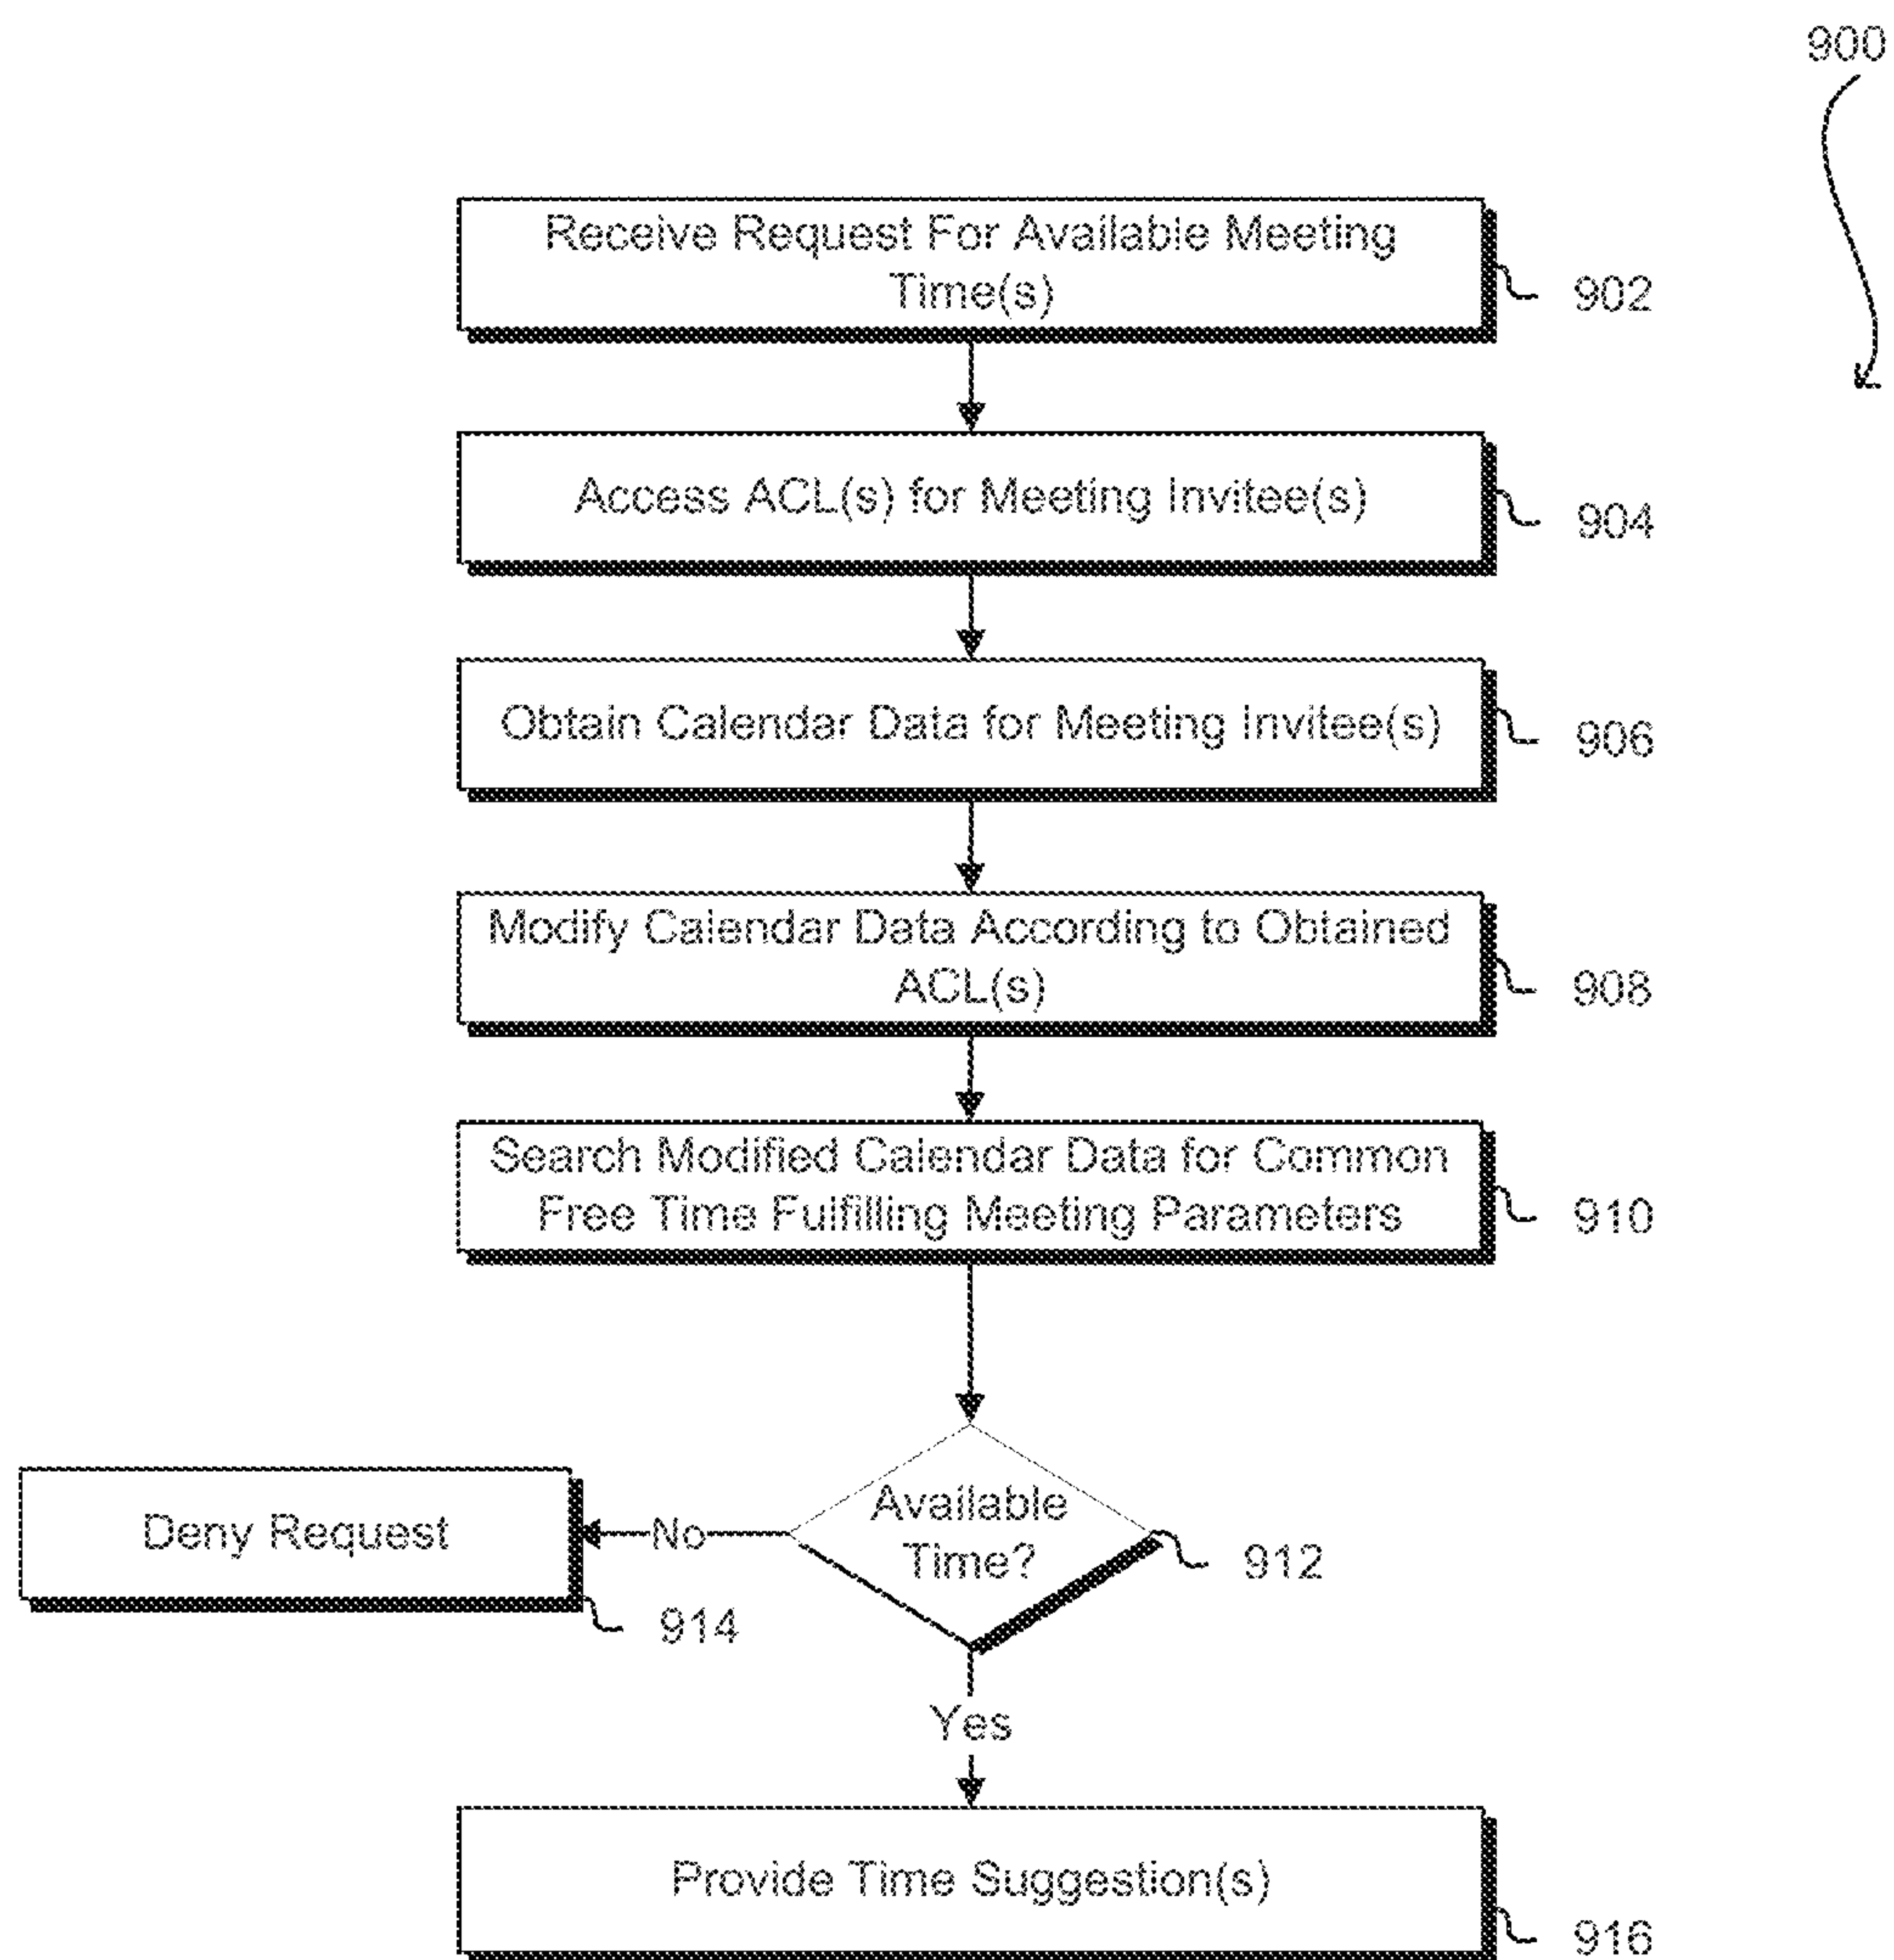 900
Receive Request For Available Meeting
Time(s)
902
Access ACL(s) for Meeting Invitee(s)
904
Obtain Calendar Data for Meeting Invitee(s)
906
Modify Calendar Data According to Obtained
ACL(s)
908
Search Modified Calendar Data for Common
Free Time Fulfilling Meeting Parameters
910
Available
Time?
912
No
Deny Request
914
Yes
Provide Time Suggestion(s)
916